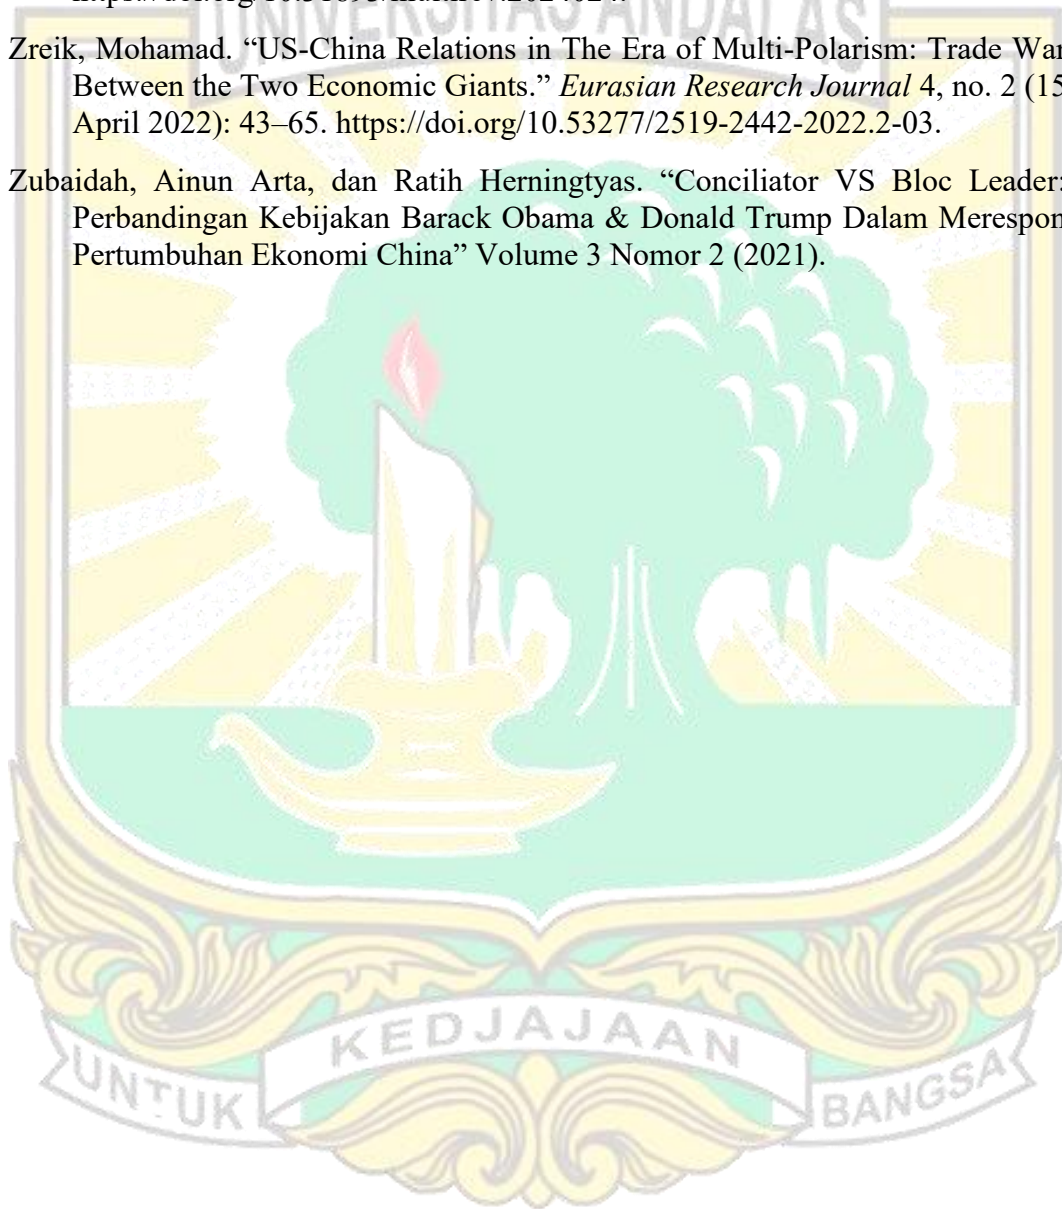 UNIVERSITAS ANDALAS
Zreik, Mohamad. “US-China Relations in The Era of Multi-Polarism: Trade War
Between the Two Economic Giants.” Eurasian Research Journal 4, no. 2 (15
April 2022): 43–65. https://doi.org/10.53277/2519-2442-2022.2-03.
Zubaidah, Ainun Arta, dan Ratih Herningtyas. “Conciliator VS Bloc Leader:
Perbandingan Kebijakan Barack Obama & Donald Trump Dalam Merespon
Pertumbuhan Ekonomi China” Volume 3 Nomor 2 (2021).
UNTUK KEDJAJAAN BANGSA